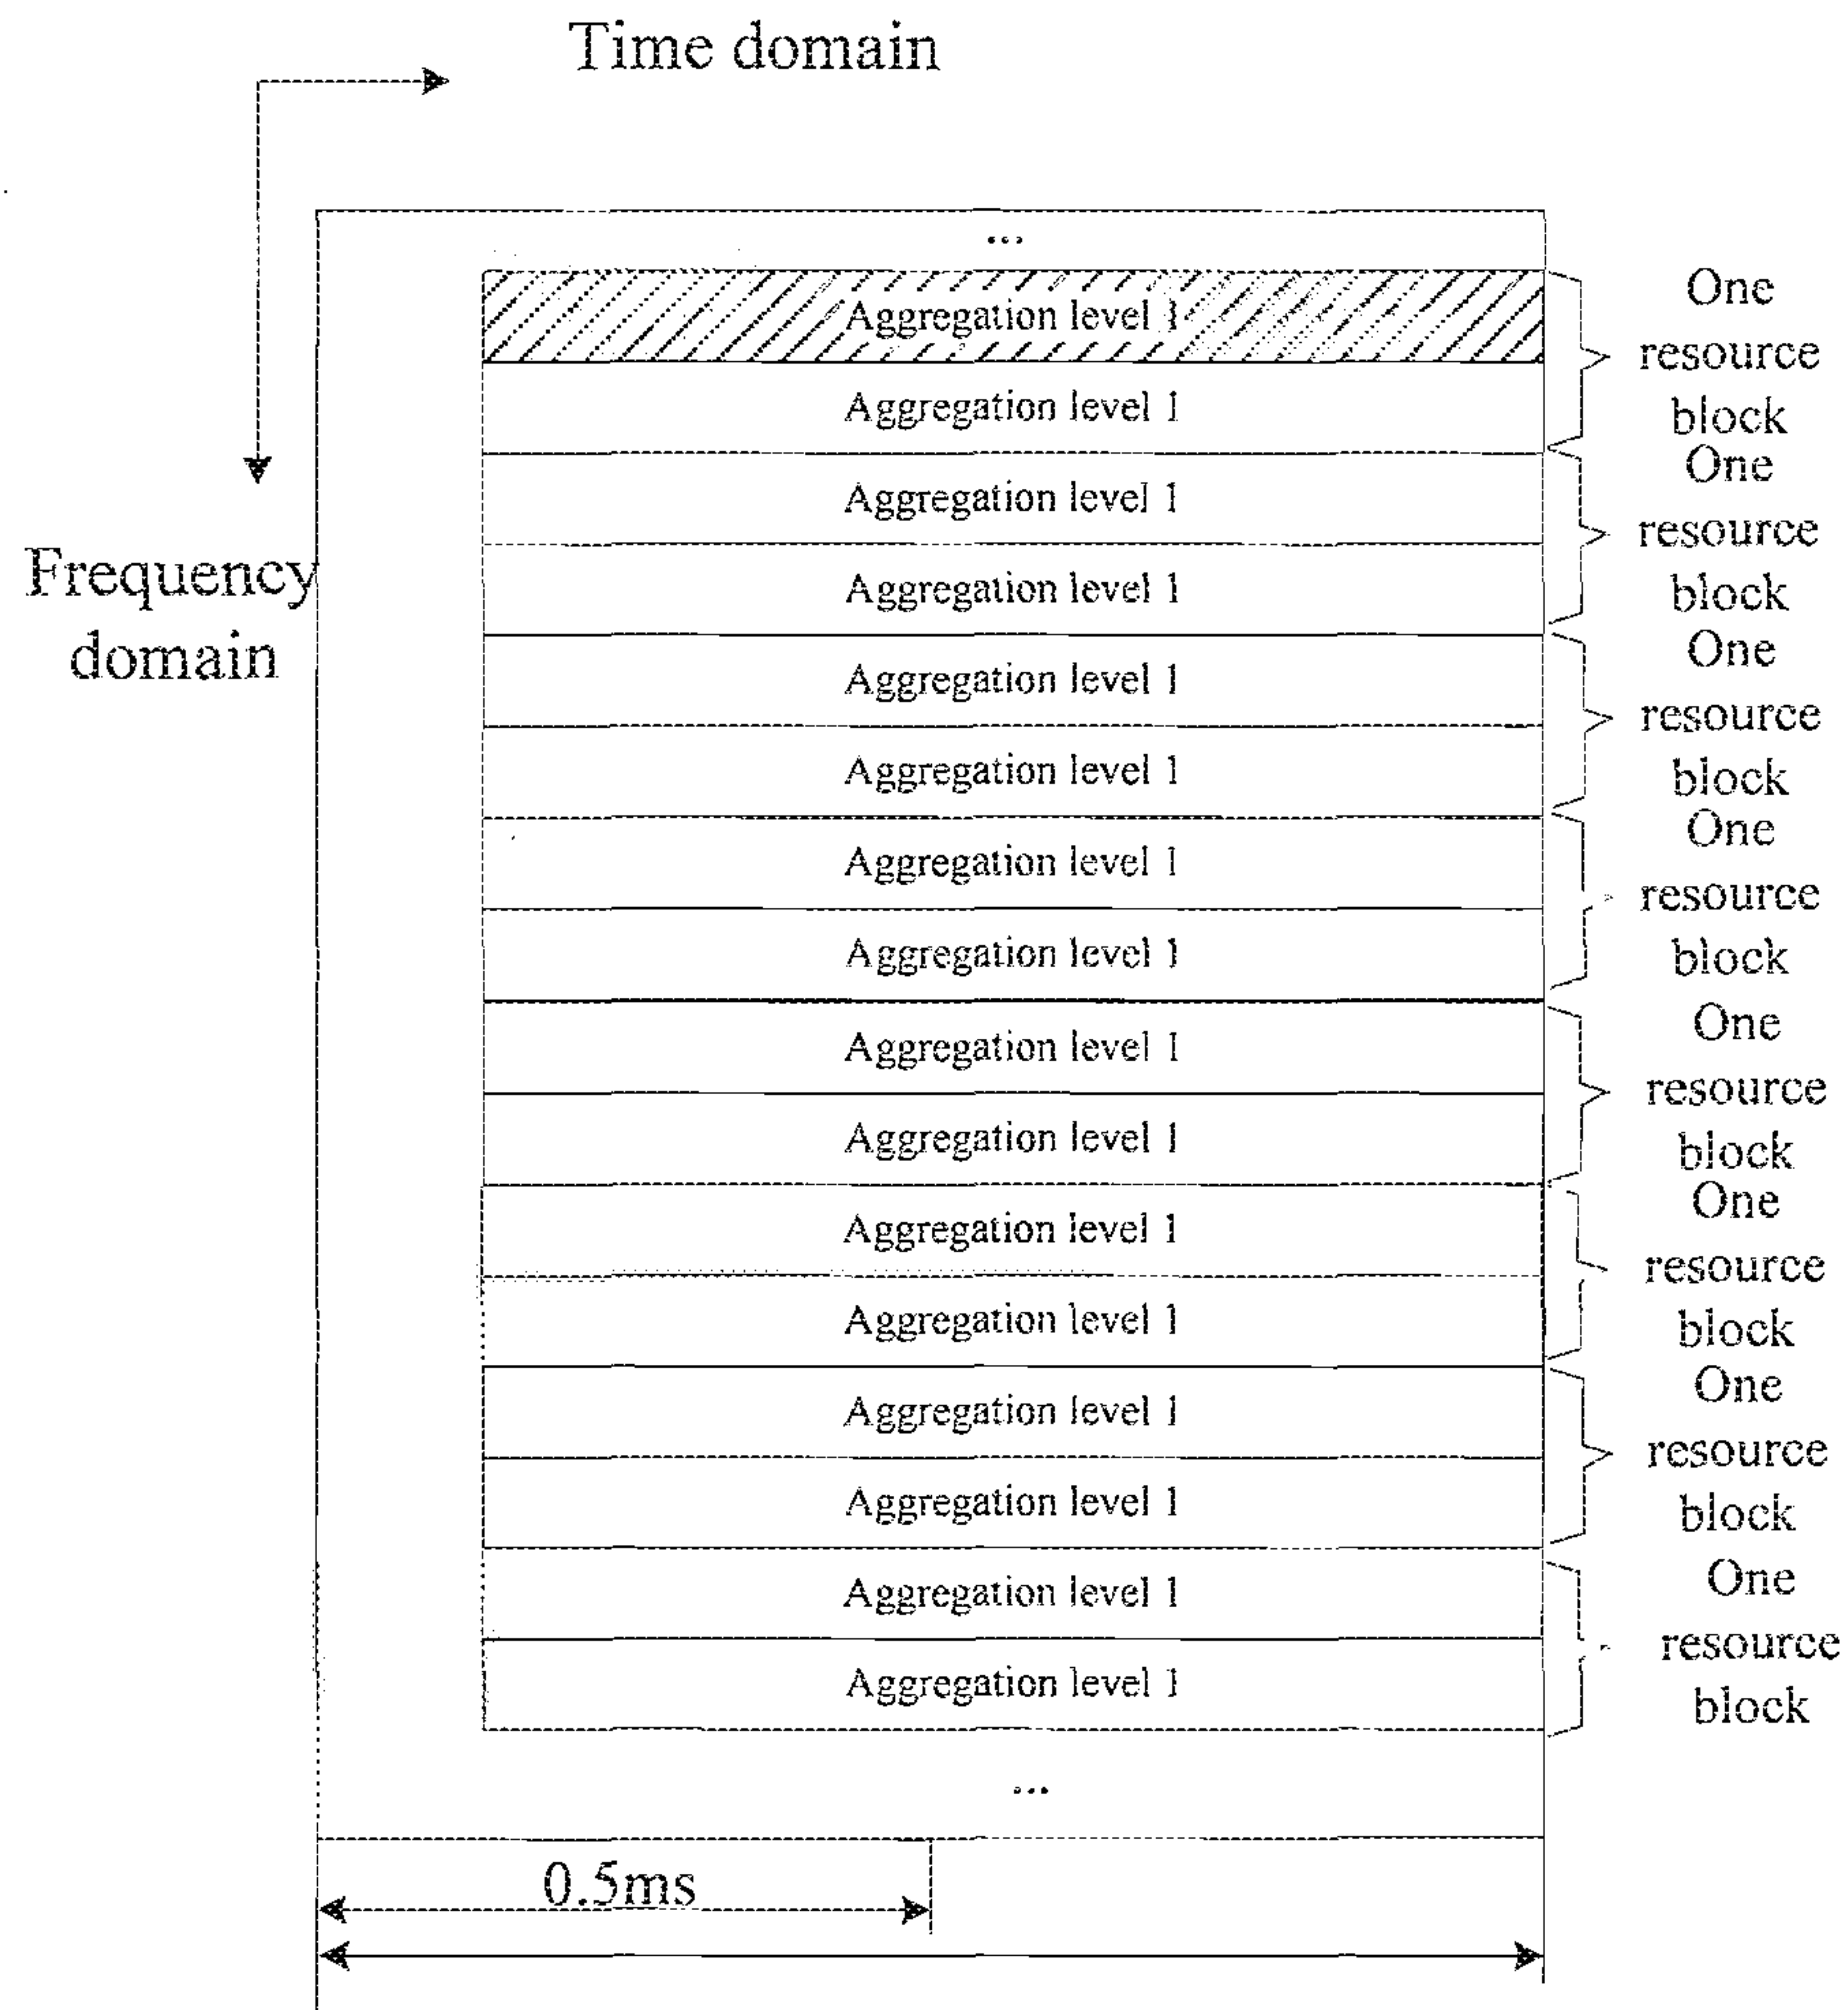 Time domain
...
Aggregation level 1
One
resource
block
Aggregation level 1
Aggregation level 1
One
resource
block
Aggregation level 1
Frequency
domain
Aggregation level 1
One
resource
block
Aggregation level 1
Aggregation level 1
One
resource
block
Aggregation level 1
Aggregation level 1
One
resource
block
Aggregation level 1
Aggregation level 1
One
resource
block
Aggregation level 1
Aggregation level 1
One
resource
block
Aggregation level 1
Aggregation level 1
One
resource
block
Aggregation level 1
...
0.5ms